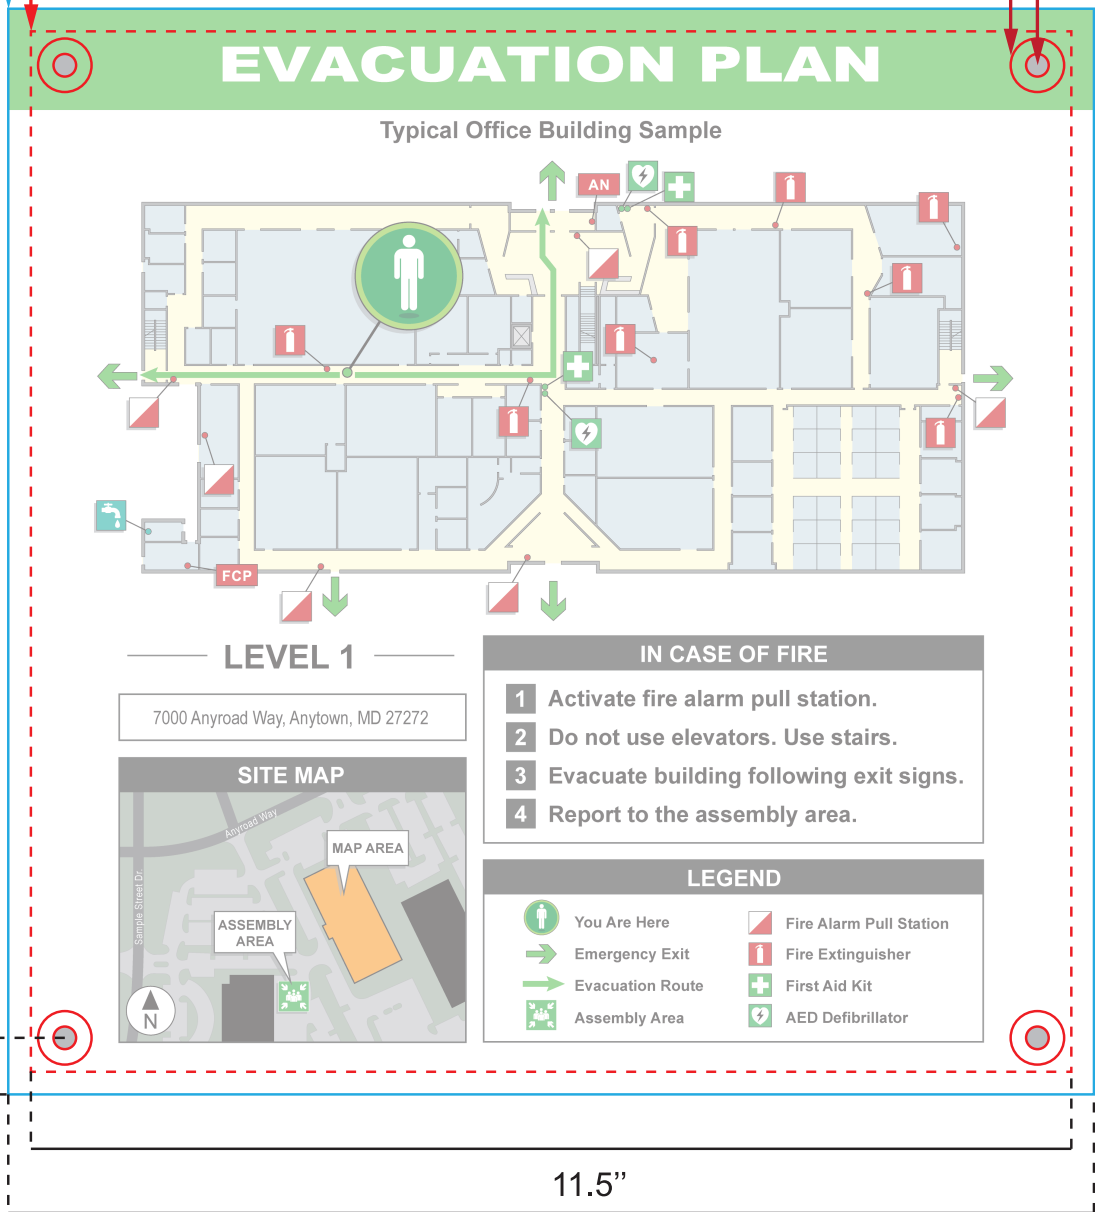 EVACUATION PLAN
Typical Office Building Sample
AN
FCP
LEVEL 1
7000 Anyroad Way, Anytown, MD 27272
SITE MAP
Anyroad Way
Sample Street Dr.
MAP AREA
ASSEMBLY
AREA
N
IN CASE OF FIRE
1 Activate fire alarm pull station.
2 Do not use elevators. Use stairs.
3 Evacuate building following exit signs.
4 Report to the assembly area.
LEGEND
You Are Here
Emergency Exit
Evacuation Route
Assembly Area
Fire Alarm Pull Station
Fire Extinguisher
First Aid Kit
AED Defibrillator
11.5”